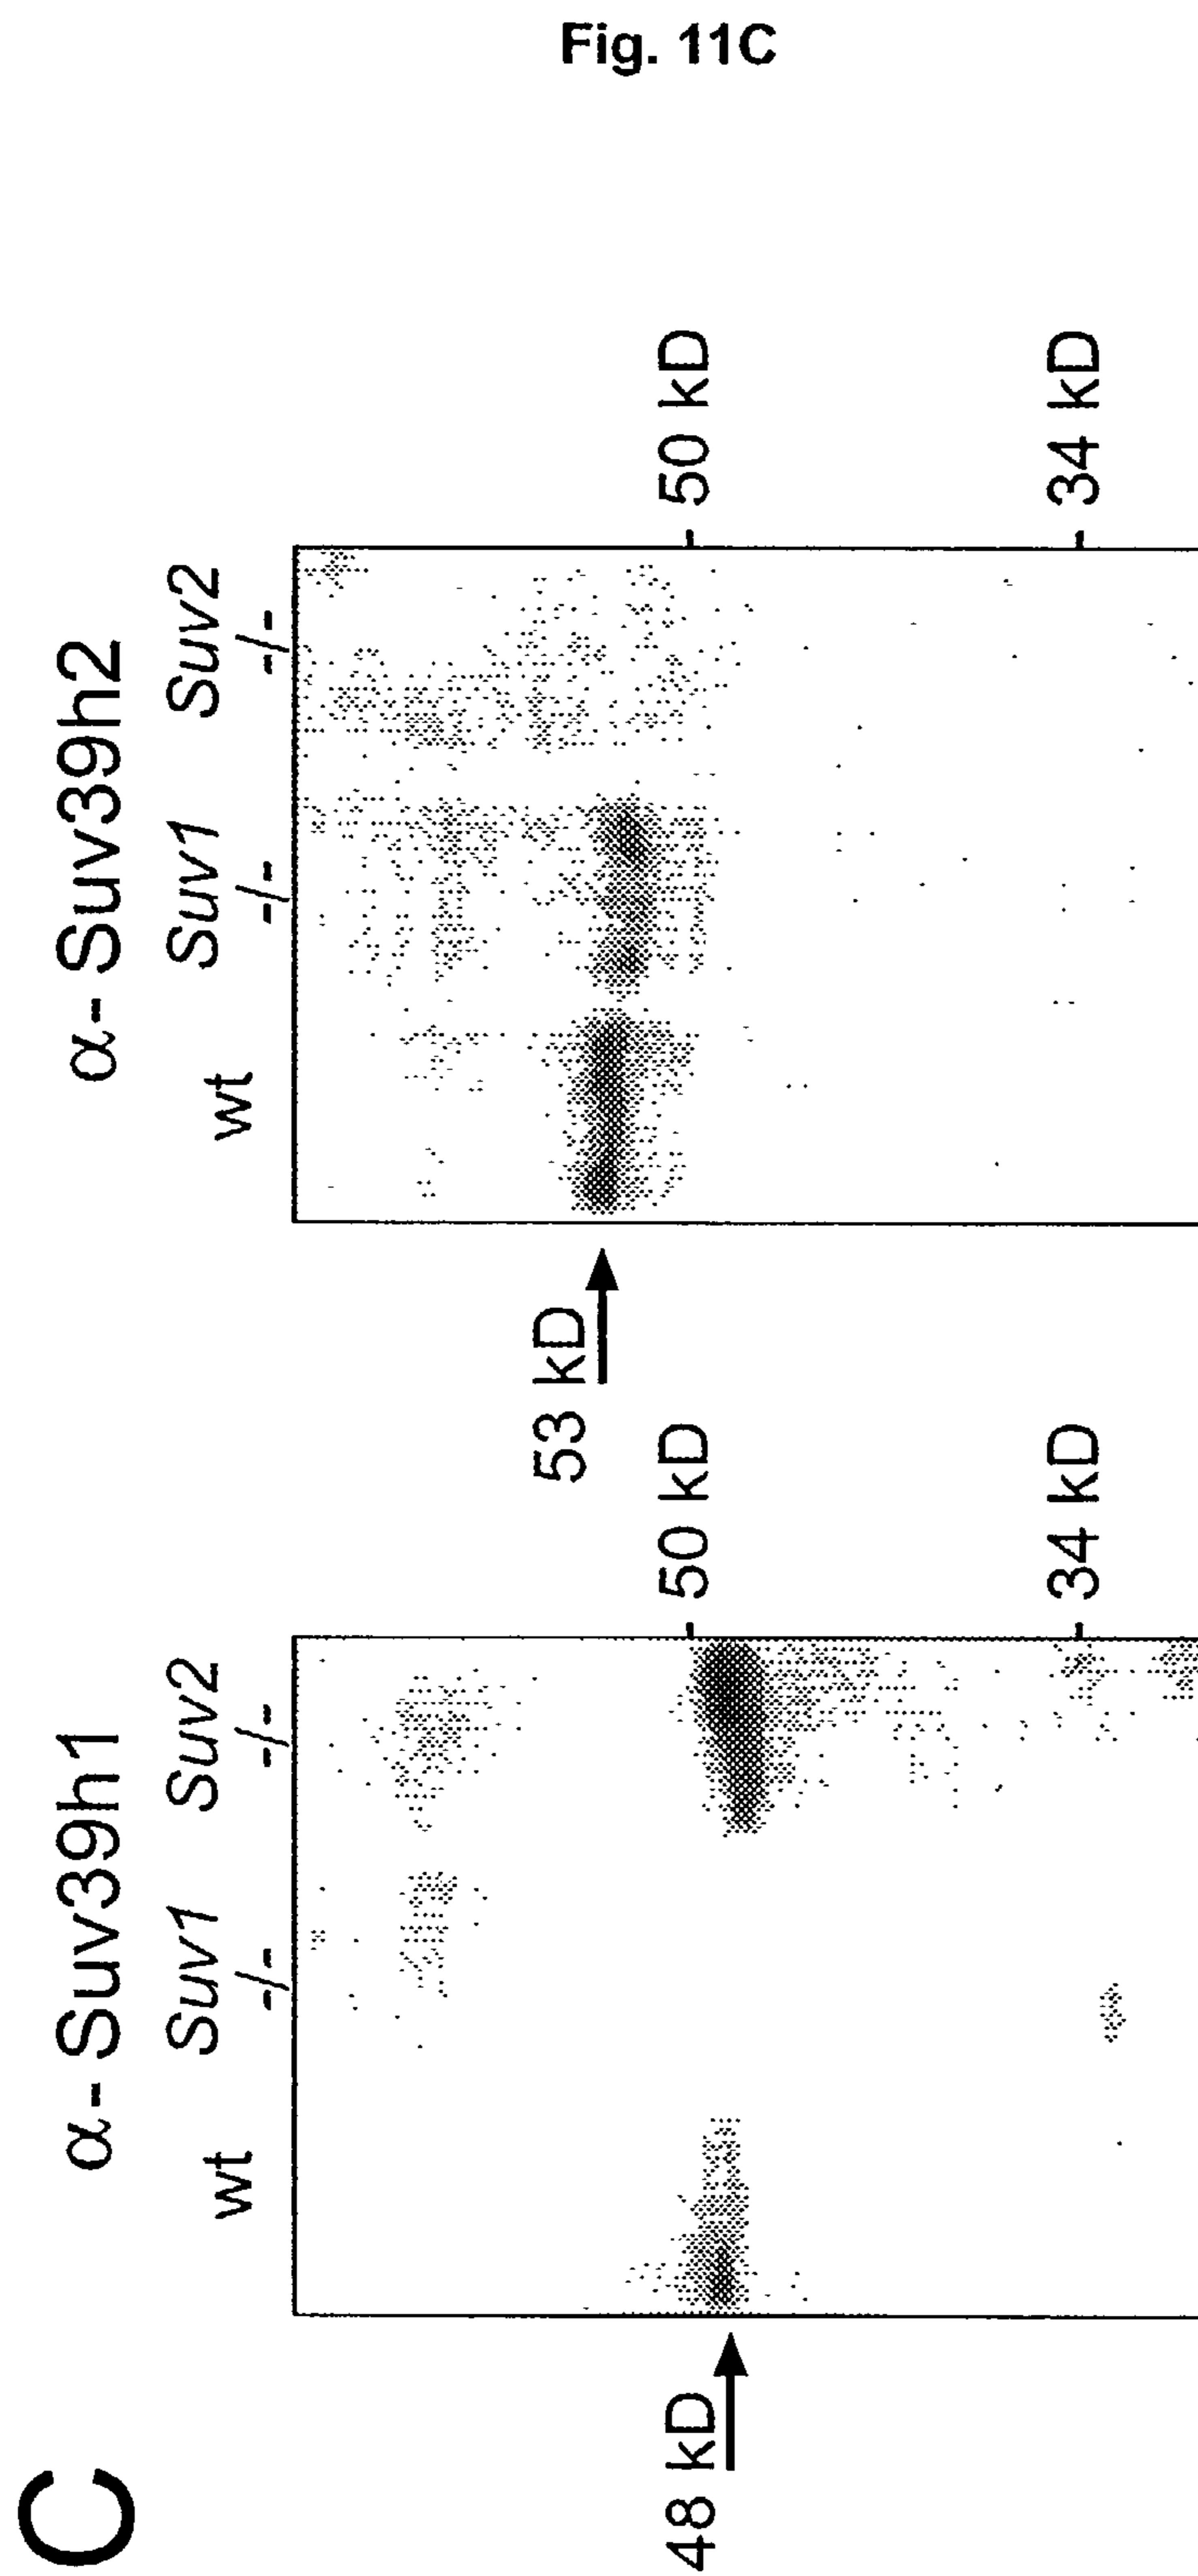 Fig. 11C
C
α- Suv39h1
wt
Suv1
-/-
Suv2
-/-
48 kD
50 kD
34 kD
α- Suv39h2
wt
Suv1
-/-
Suv2
-/-
53 kD
50 kD
34 kD